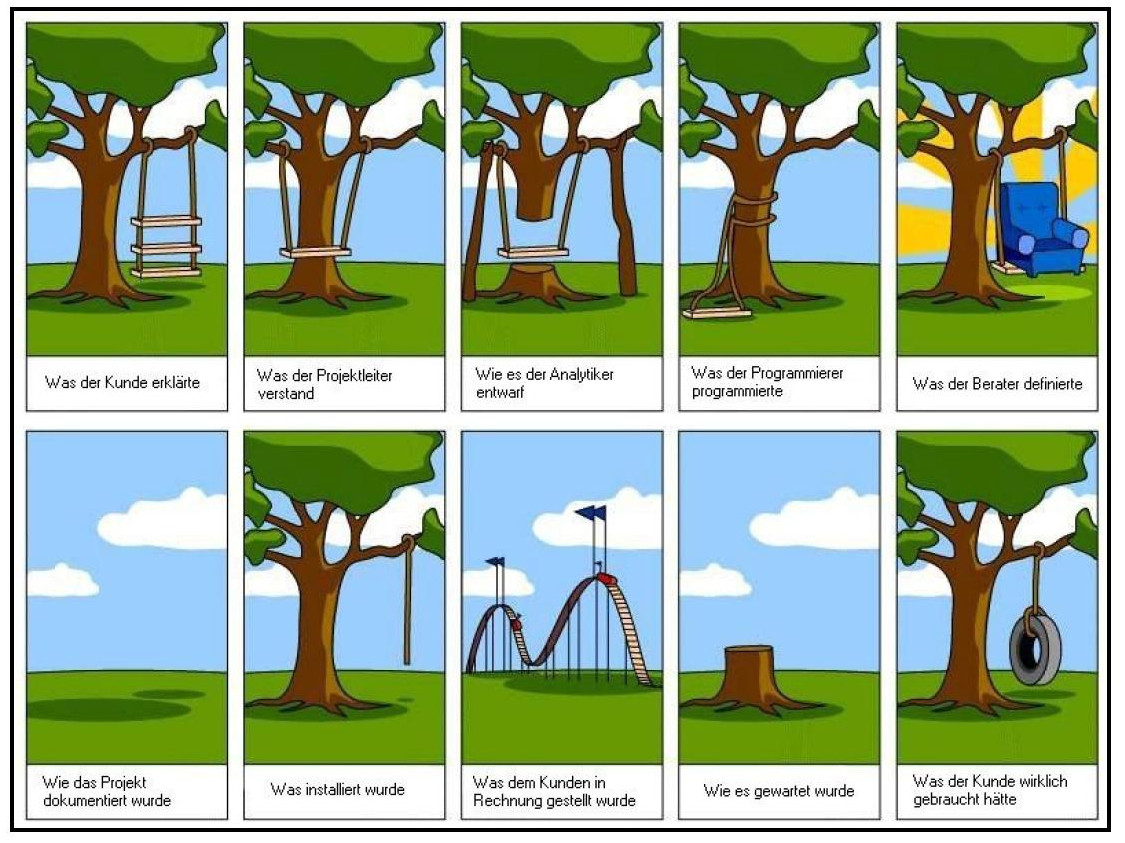 Was der Kunde erklärte
Was der Projektleiter
verstand
Wie es der Analytiker
entwarf
Was der Programmierer
programmierte
Was der Berater definierte
Wie das Projekt
dokumentiert wurde
Was installiert wurde
Was dem Kunden in
Rechnung gestellt wurde
Wie es gewartet wurde
Was der Kunde wirklich
gebraucht hätte